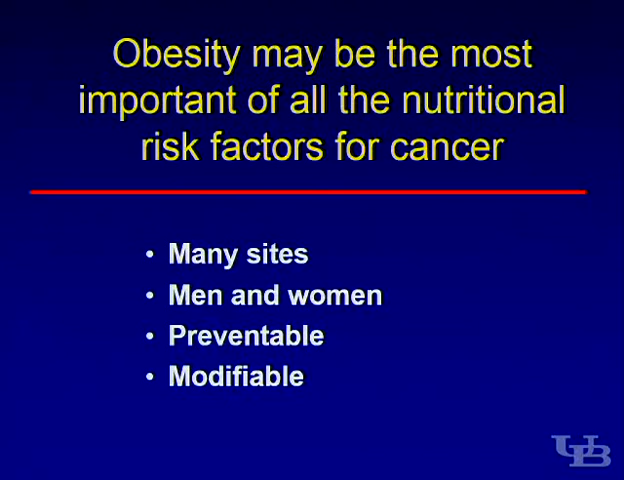 Obesity may be the most
important of all the nutritional
risk factors for cancer
• Many sites
• Men and women
• Preventable
• Modifiable
UB